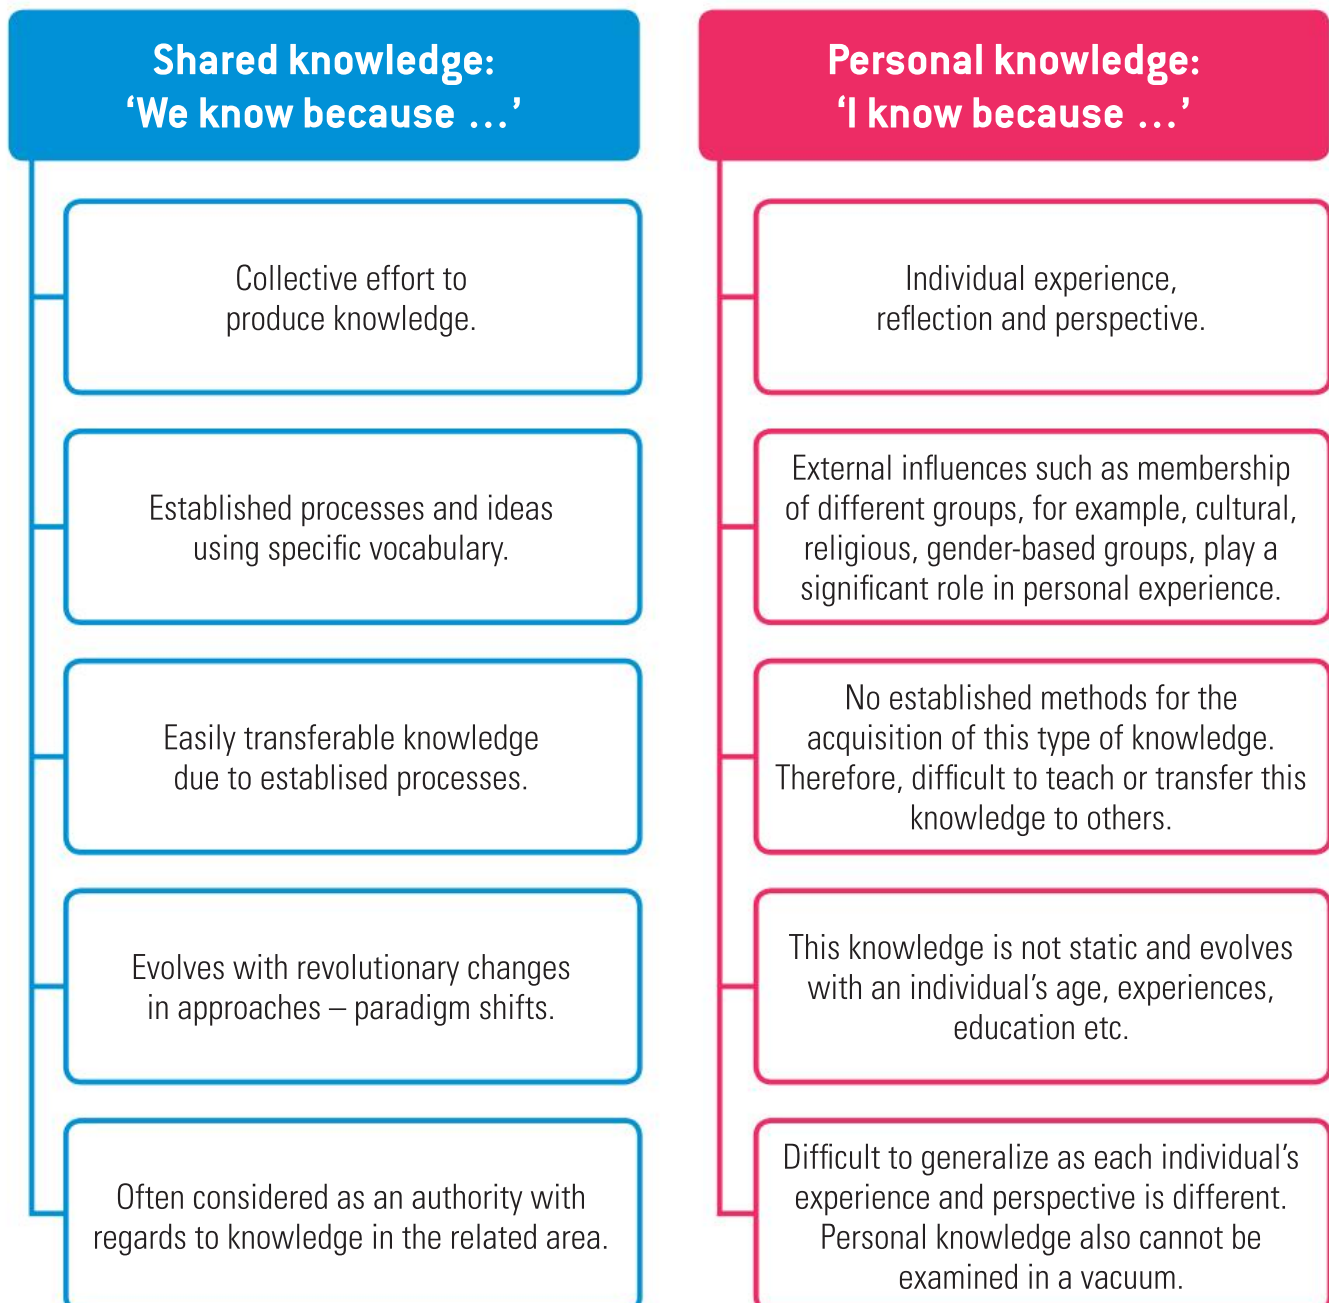 Shared knowledge:
‘We know because ...’
Collective effort to
produce knowledge.
Established processes and ideas
using specific vocabulary.
Easily transferable knowledge
due to establised processes.
Evolves with revolutionary changes
in approaches – paradigm shifts.
Often considered as an authority with
regards to knowledge in the related area.
Personal knowledge:
‘I know because ...’
Individual experience,
reflection and perspective.
External influences such as membership
of different groups, for example, cultural,
religious, gender-based groups, play a
significant role in personal experience.
No established methods for the
acquisition of this type of knowledge.
Therefore, difficult to teach or transfer this
knowledge to others.
This knowledge is not static and evolves
with an individual’s age, experiences,
education etc.
Difficult to generalize as each individual’s
experience and perspective is different.
Personal knowledge also cannot be
examined in a vacuum.